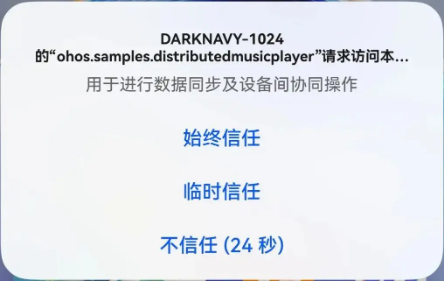 DARKNAVY-1024
的“ohos.samples.distributedmusicplayer”请求访问本...
用于进行数据同步及设备间协同操作
始终信任
临时信任
不信任 (24 秒)